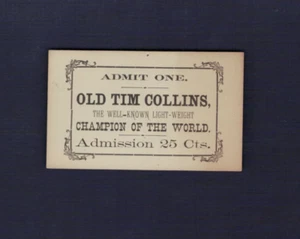 ADMIT ONE.
OLD TIM COLLINS,
THE WELL-KNOWN LIGHT-WEIGHT
CHAMPION OF THE WORLD.
Admission 25 Cts.